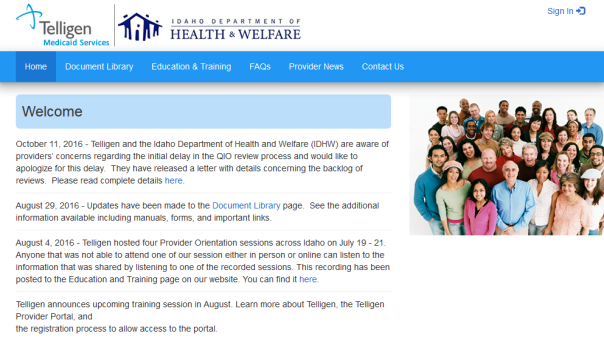 Telligen
Medicaid Services
IDAHO DEPARTMENT OF
HEALTH & WELFARE
Sign In
Home Document Library Education & Training FAQs Provider News Contact Us
Welcome
October 11, 2016 - Telligen and the Idaho Department of Health and Welfare (IDHW) are aware of
providers' concerns regarding the initial delay in the QIO review process and would like to
apologize for this delay. They have released a letter with details concerning the backlog of
reviews. Please read complete details here.
August 29, 2016 - Updates have been made to the Document Library page. See the additional
information available including manuals, forms, and important links.
August 4, 2016 - Telligen hosted four Provider Orientation sessions across Idaho on July 19 - 21.
Anyone that was not able to attend one of our session either in person or online can listen to the
information that was shared by listening to one of the recorded sessions. This recording has been
posted to the Education and Training page on our website. You can find it here.
Telligen announces upcoming training session in August. Learn more about Telligen, the Telligen
Provider Portal, and
the registration process to allow access to the portal.